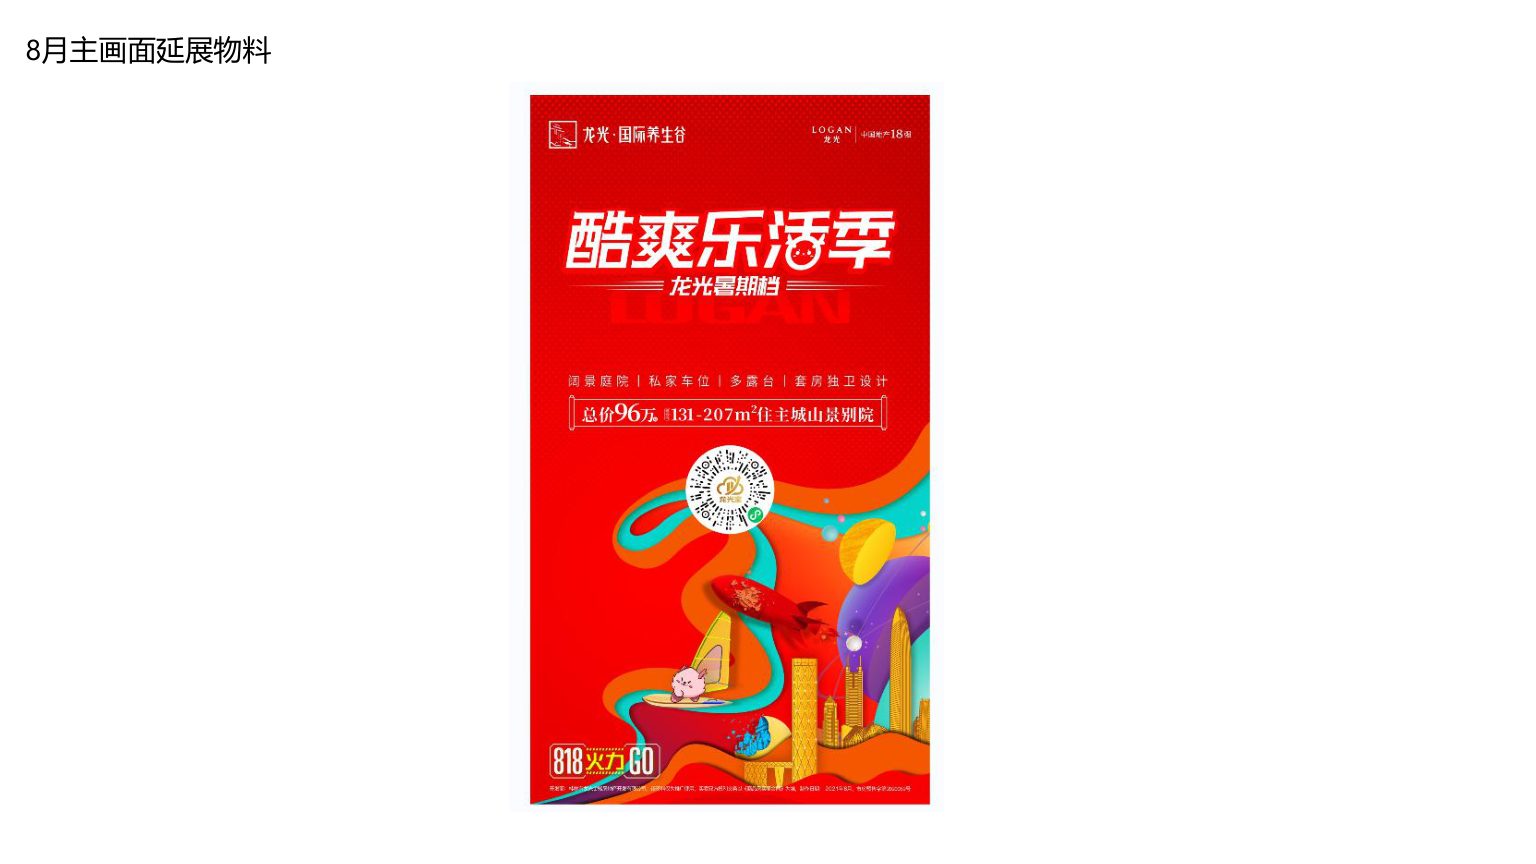 8月主画面延展物料
龙光·国际养生谷
LOGAN
龙光
中国地产18强
酷爽乐活季
龙光暑期档
LOGAN
阔景庭院｜私家车位｜多露台｜套房独卫设计
总价96万起 131-207m²住主城山景别院
龙光宝
818火力GO